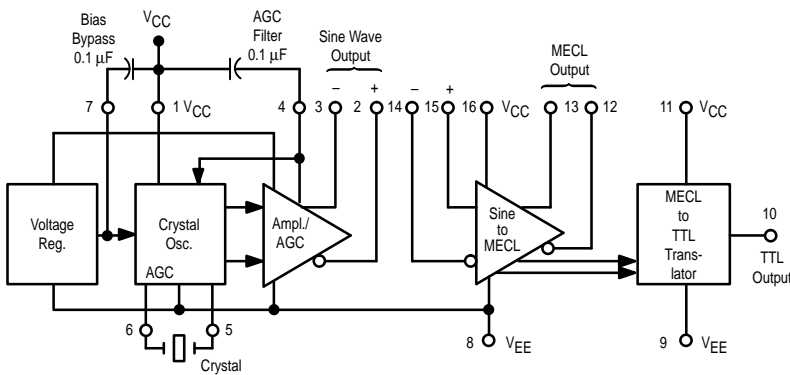 Bias
Bypass
0.1 μF
VCC
AGC
Filter
0.1 μF
Sine Wave
Output
MECL
Output
7
1 VCC
4
3
–
2
+
14
–
15
+
16
VCC
13
12
11
VCC
Voltage
Reg.
Crystal
Osc.
AGC
Ampl./
AGC
Sine
to
MECL
MECL
to
TTL
Trans-
lator
10
TTL
Output
6
5
Crystal
8
VEE
9
VEE